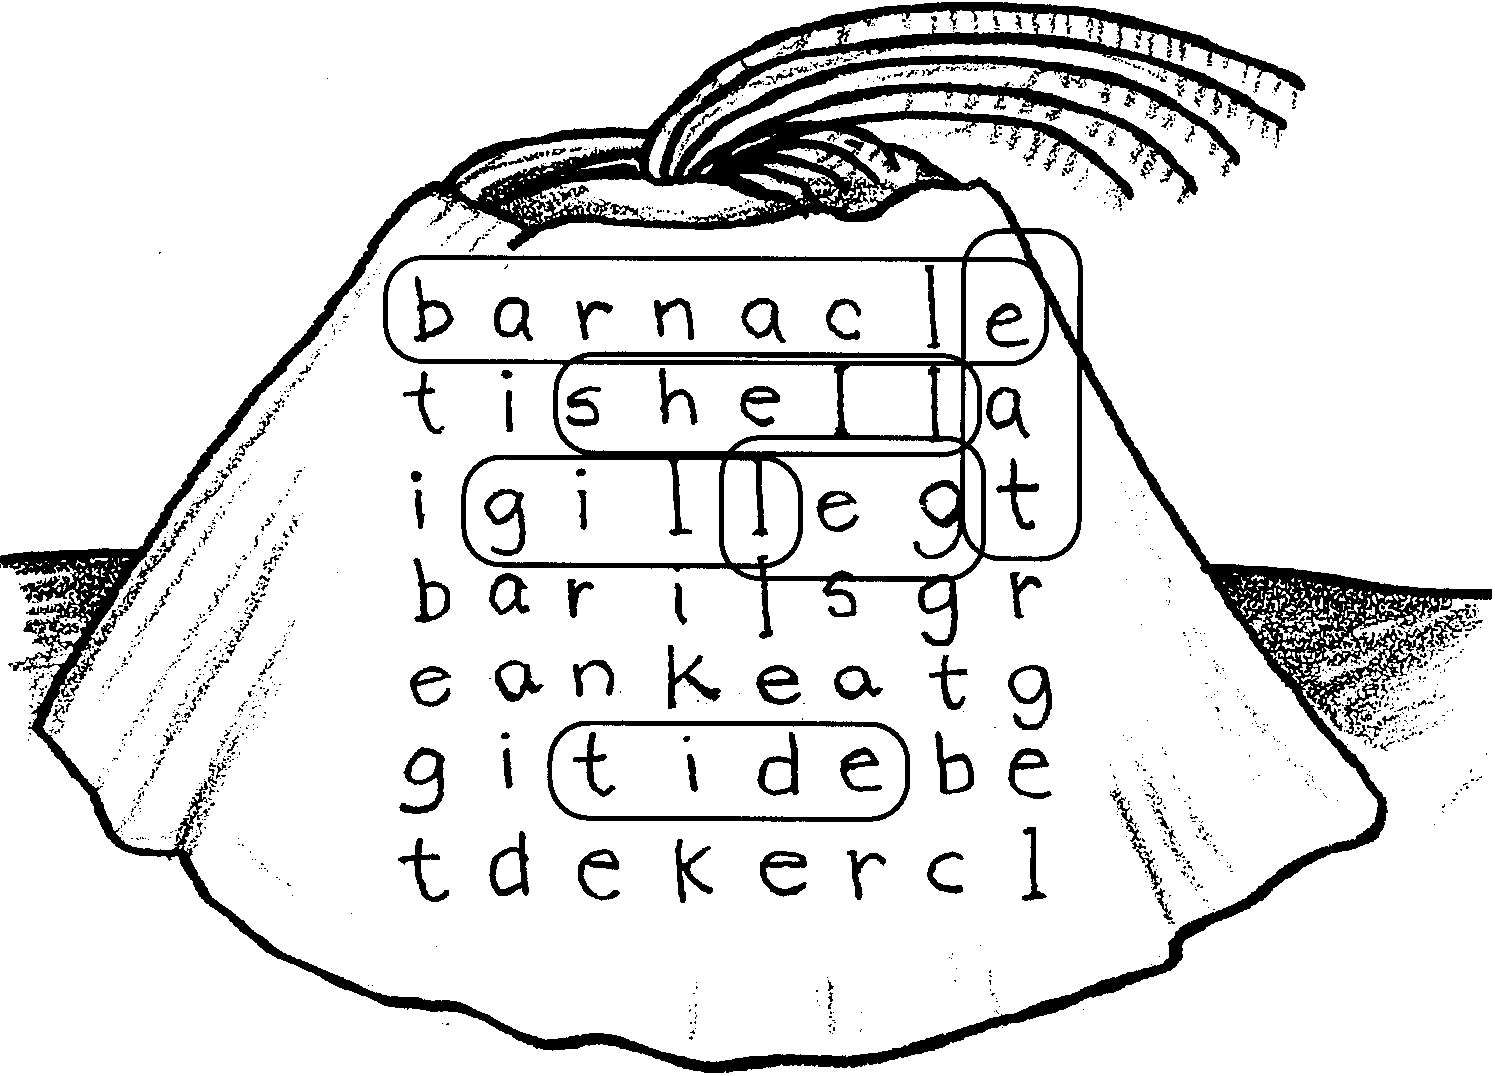 b a r n a c l e
t i s h e l l a
i g i l l e g t
b a r i l s g r
e a n k e a t g
g i t i d e b e
t d e k e r c l